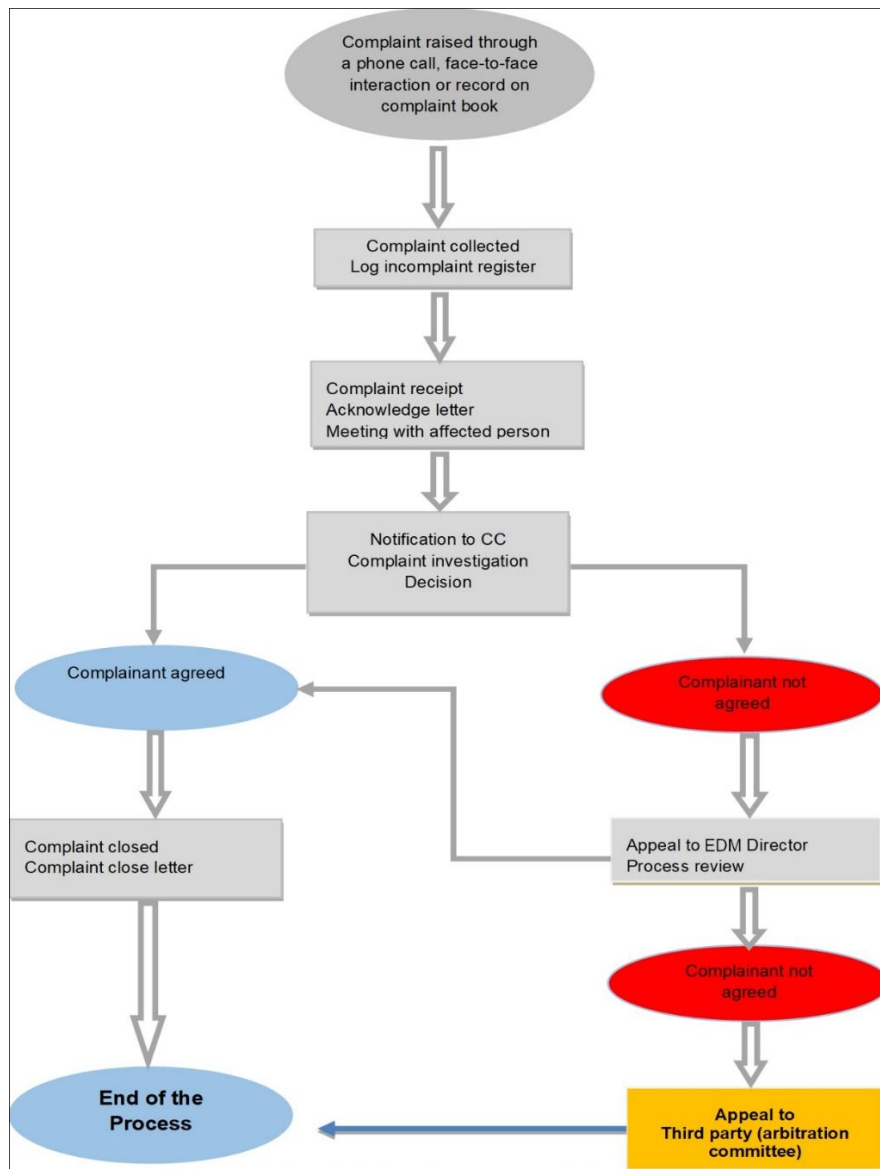 Complaint raised through
a phone call, face-to-face
interaction or record on
complaint book
Complaint collected
Log incomplaint register
Complaint receipt
Acknowledge letter
Meeting with affected person
Notification to CC
Complaint investigation
Decision
Complainant agreed
Complainant not
agreed
Complaint closed
Complaint close letter
Appeal to EDM Director
Process review
Complainant not
agreed
End of the
Process
Appeal to
Third party (arbitration
committee)